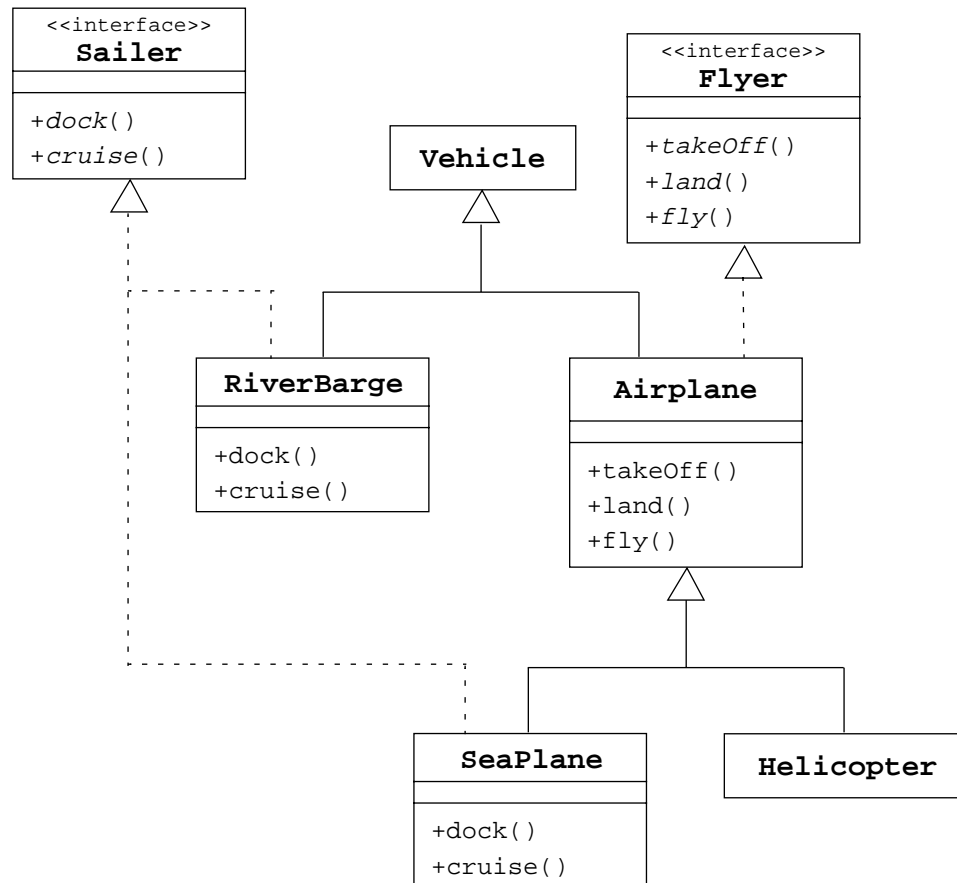 <<interface>>
Sailer
+dock()
+cruise()
<<interface>>
Flyer
+takeOff()
+land()
+fly()
Vehicle
RiverBarge
+dock()
+cruise()
Airplane
+takeOff()
+land()
+fly()
SeaPlane
+dock()
+cruise()
Helicopter